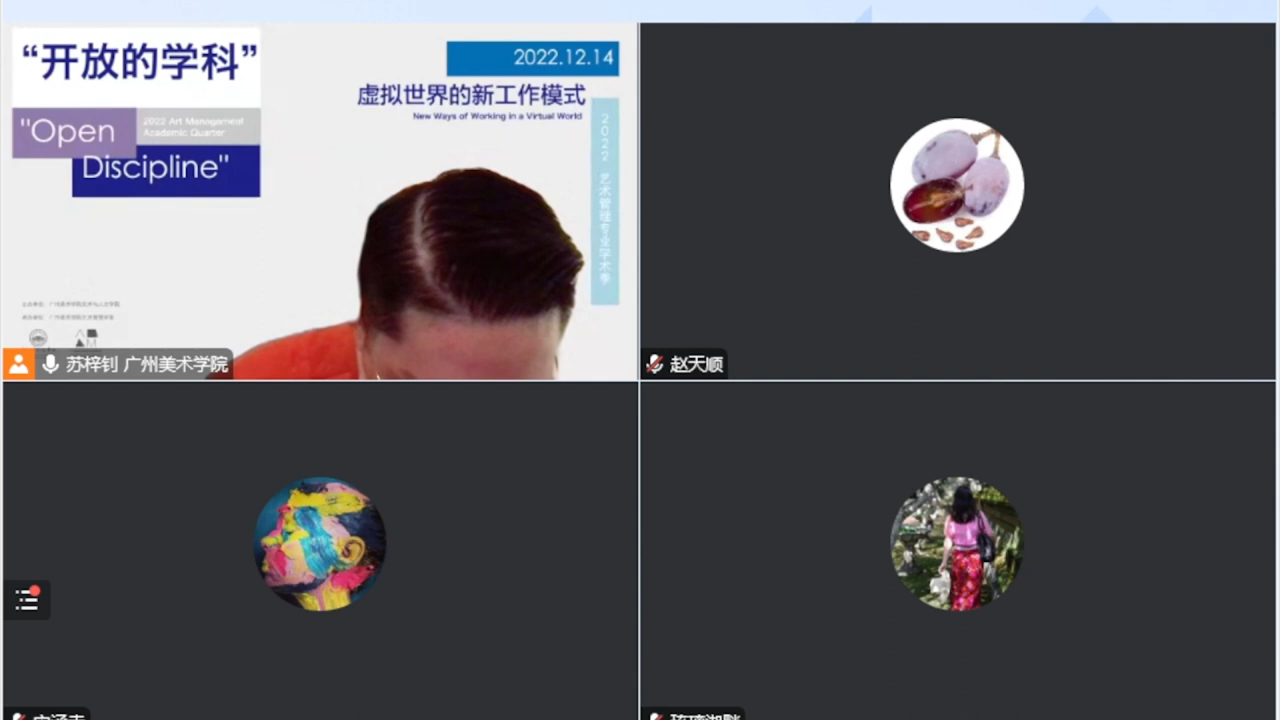 “开放的学科”
"Open
Discipline"
2022 Art Management
Academic Quarter
2022.12.14
虚拟世界的新工作模式
New Ways of Working in a Virtual World
2022 艺术管理专业学术季
苏梓钊 广州美术学院
赵天顺